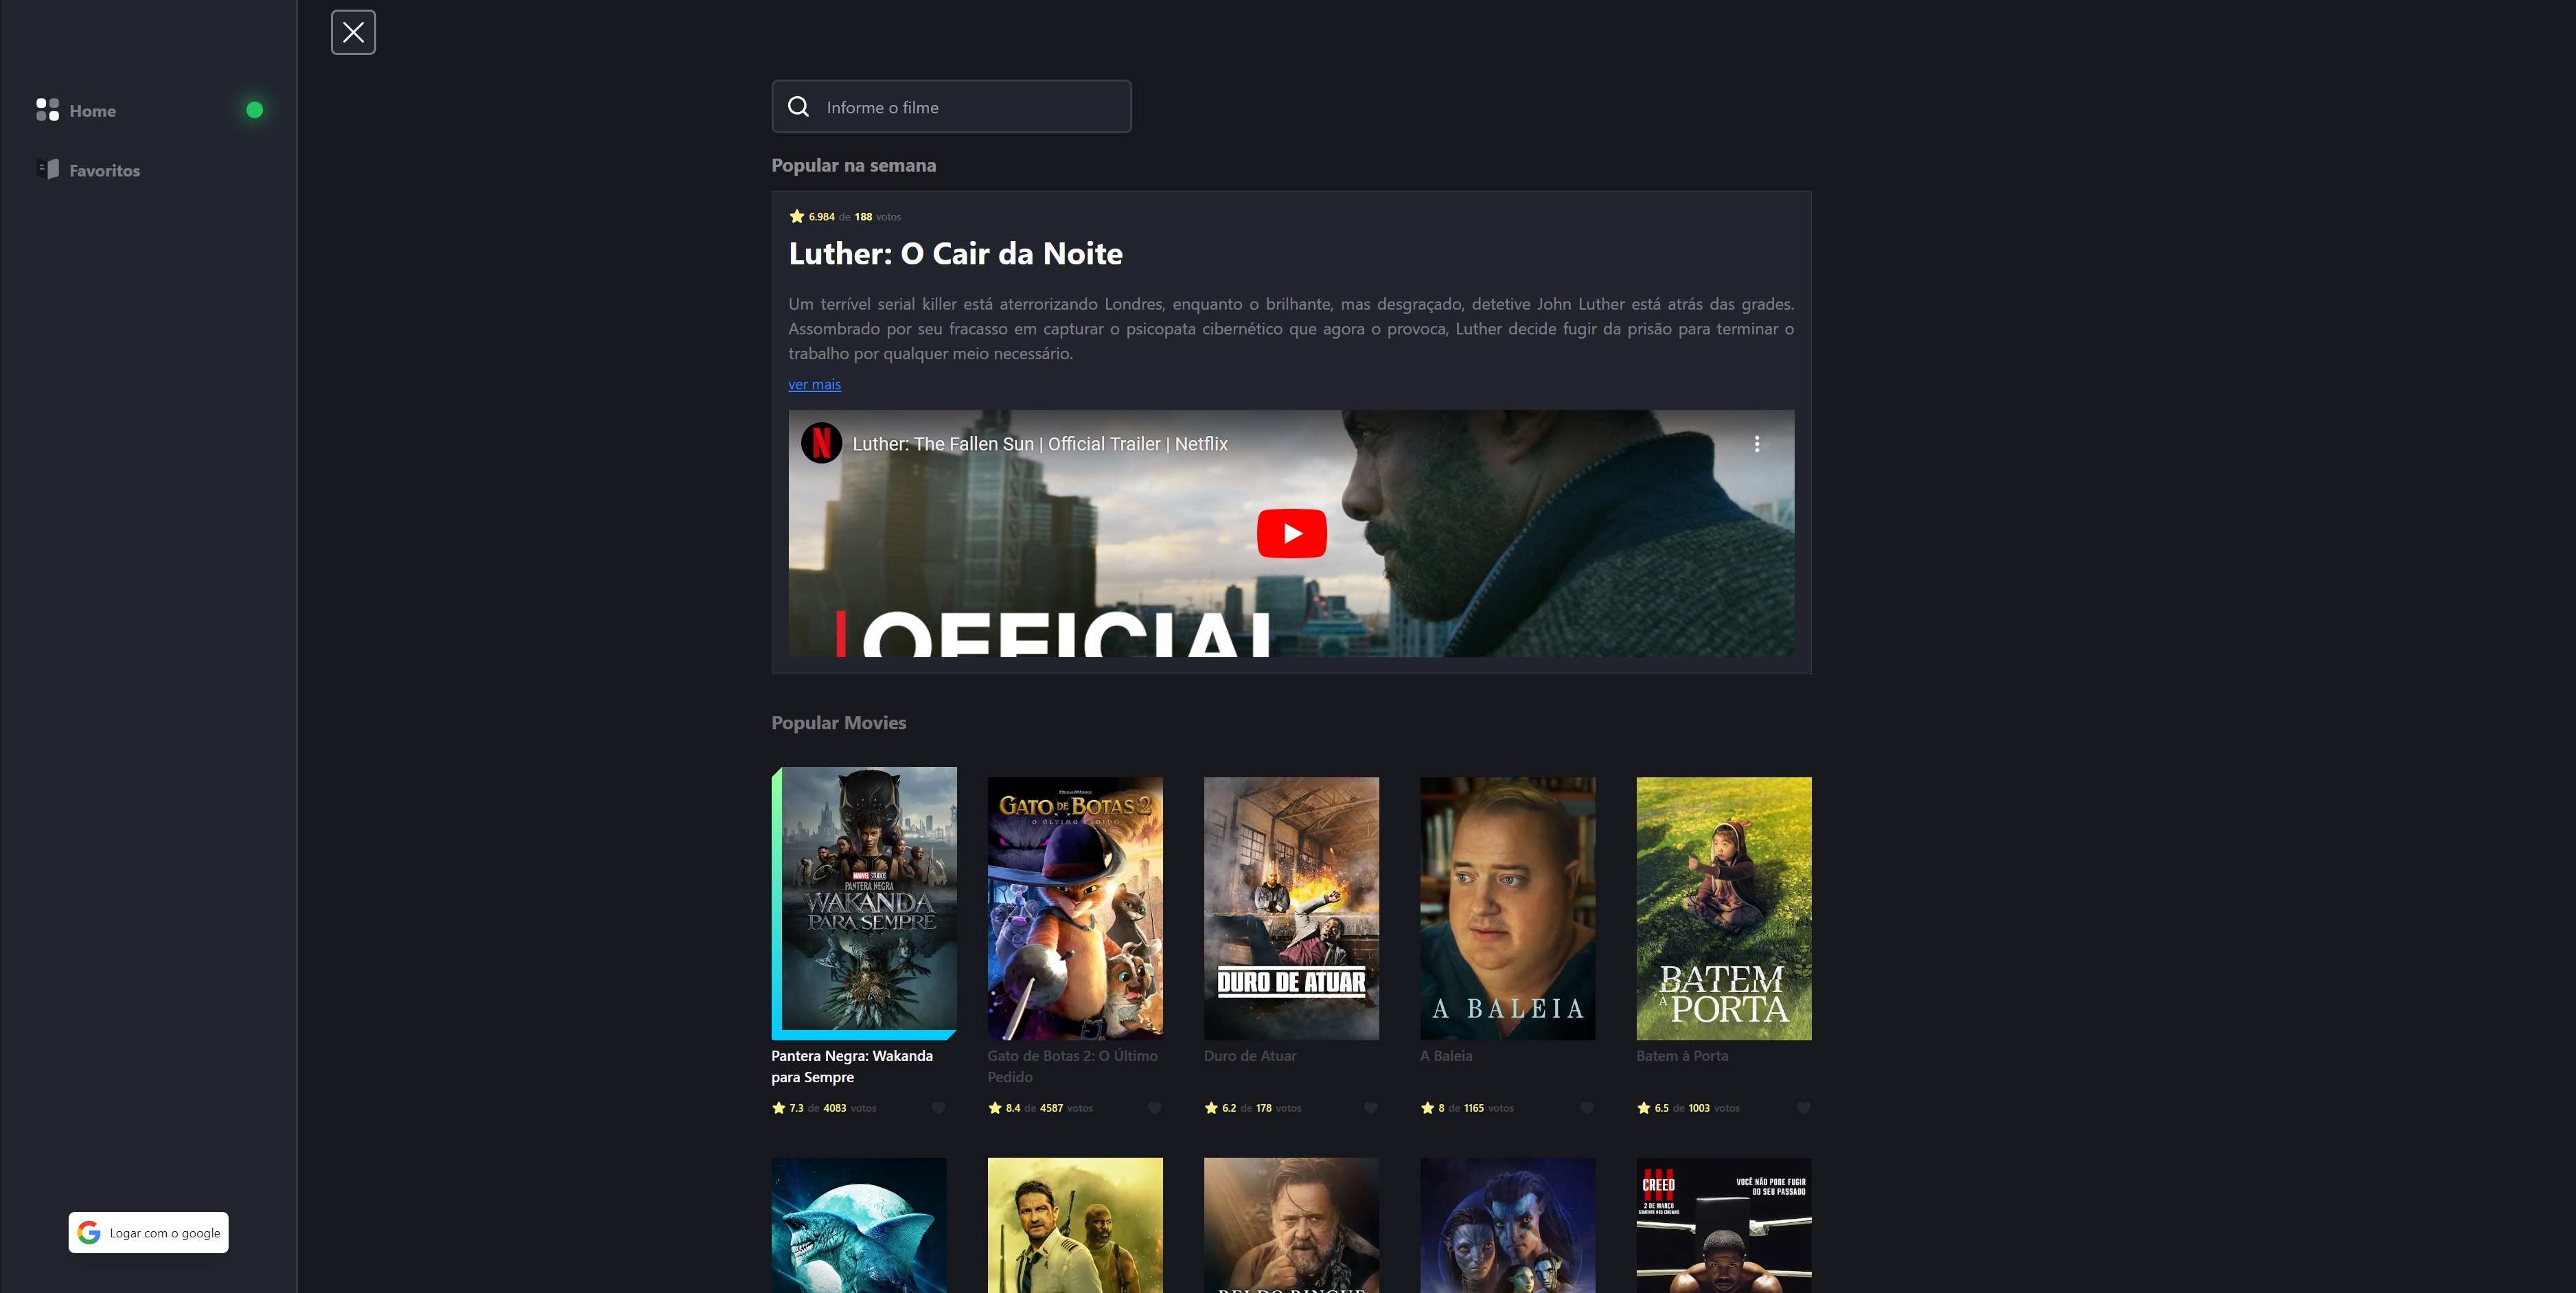 Home
Favoritos
Informe o filme
Popular na semana
6.984 de 188 votos
Luther: O Cair da Noite
Um terrível serial killer está aterrorizando Londres, enquanto o brilhante, mas desgraçado, detetive John Luther está atrás das grades.
Assombrado por seu fracasso em capturar o psicopata cibernético que agora o provoca, Luther decide fugir da prisão para terminar o
trabalho por qualquer meio necessário.
ver mais
Luther: The Fallen Sun | Official Trailer | Netflix
OFFICIAL
Popular Movies
MARVEL STUDIOS
PANTERA NEGRA
WAKANDA
PARA SEMPRE
Pantera Negra: Wakanda
para Sempre
7.3 de 4083 votos
GATO DE BOTAS 2
O ÚLTIMO PEDIDO
Gato de Botas 2: O Último
Pedido
8.4 de 4587 votos
DURO DE ATUAR
Duro de Atuar
6.2 de 178 votos
A BALEIA
A Baleia
8 de 1165 votos
BATEM
À PORTA
Batem à Porta
6.5 de 1003 votos
CREED
III
2 DE MARÇO
SOMENTE NOS CINEMAS
VOCÊ NÃO PODE FUGIR
DO SEU PASSADO
Logar com o google